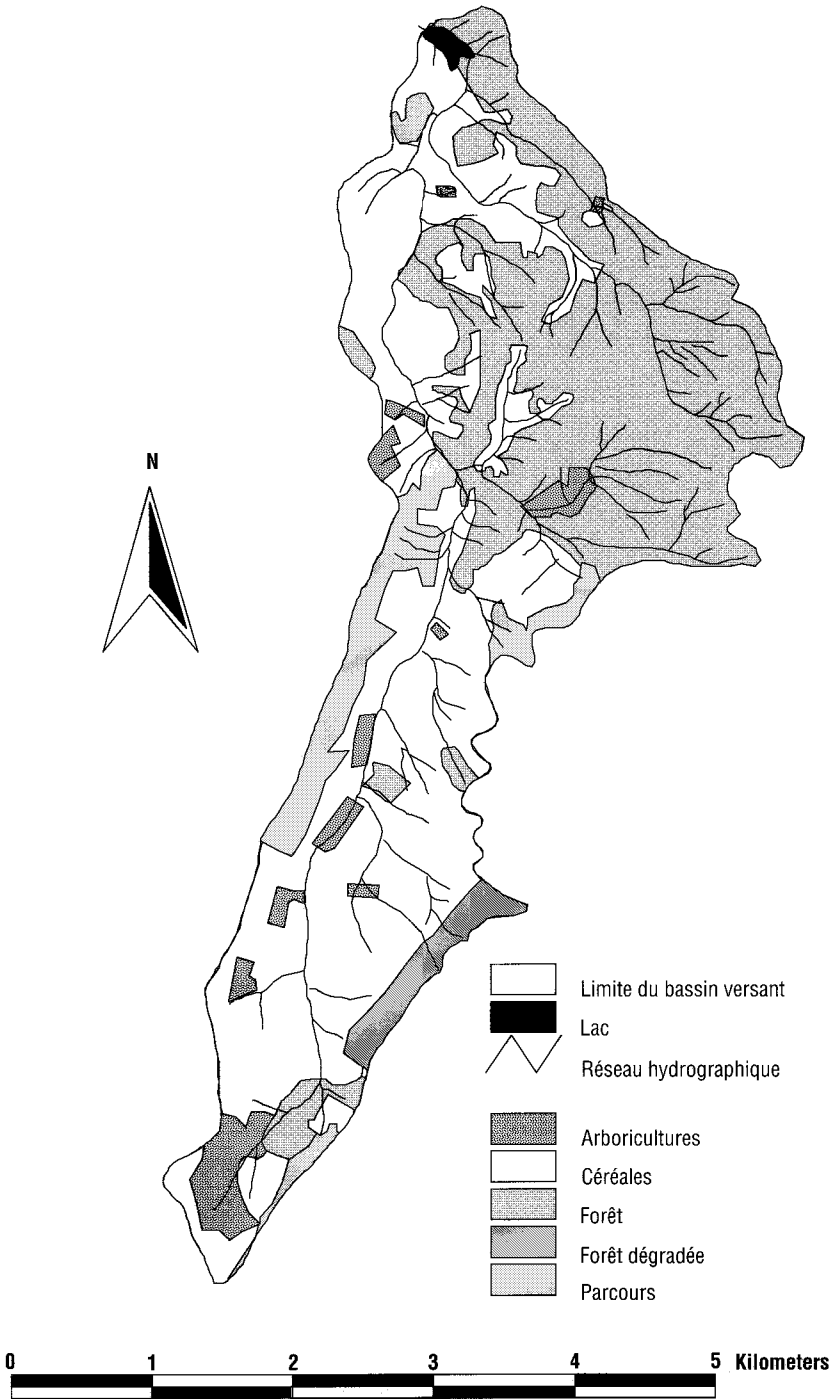 N
Limite du bassin versant
Lac
Réseau hydrographique
Arboricultures
Céréales
Forêt
Forêt dégradée
Parcours
0 1 2 3 4 5 Kilometers